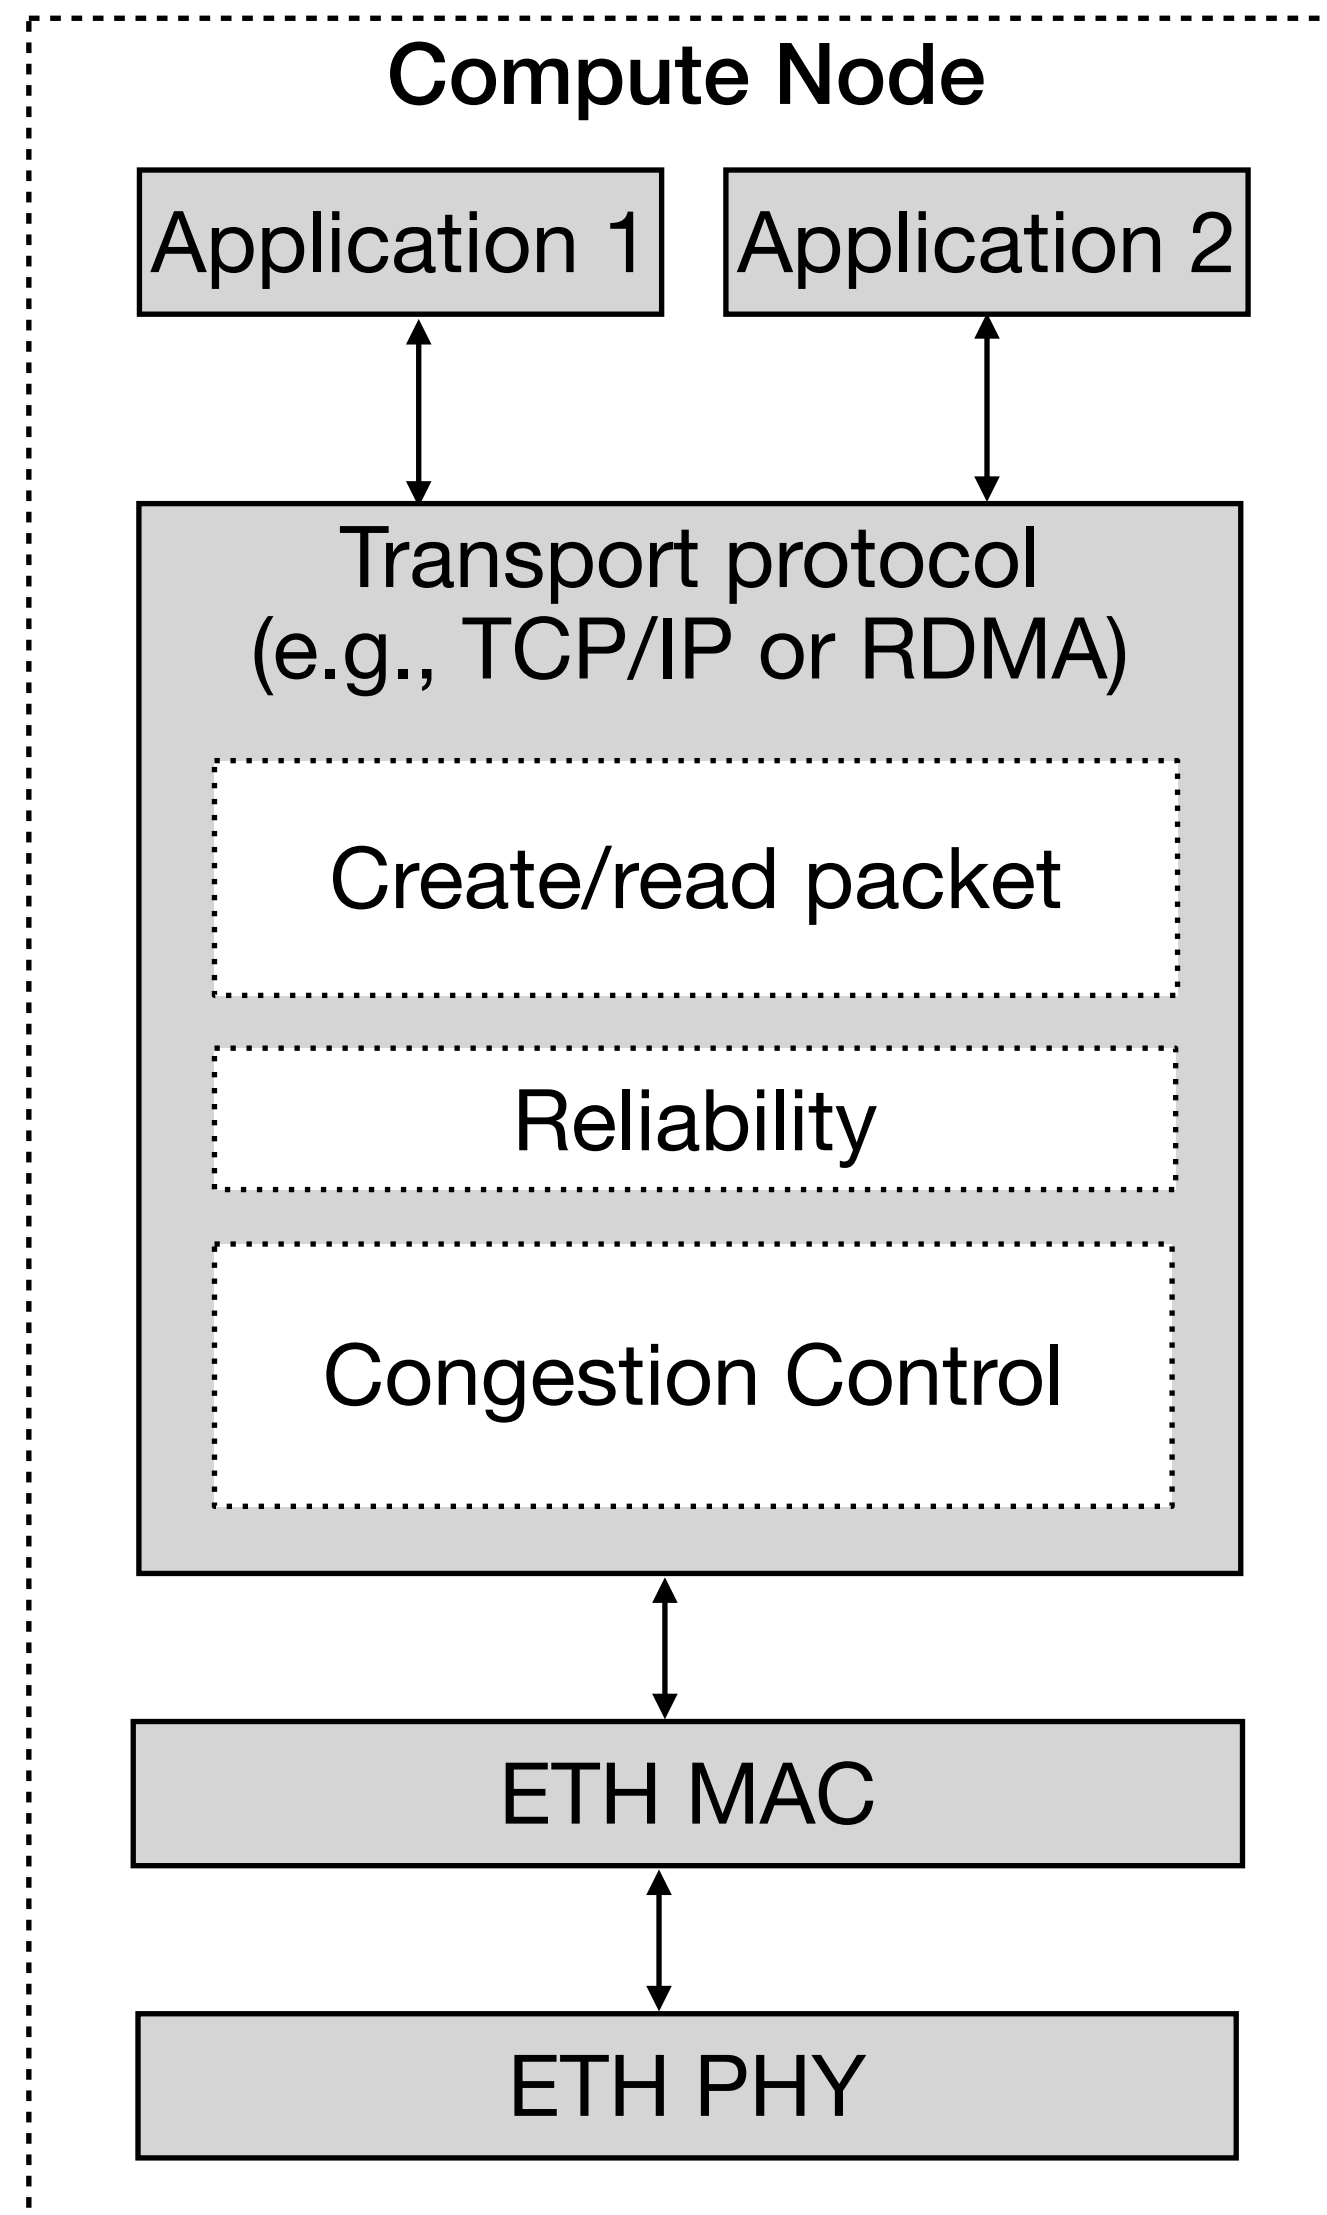 Compute Node
Application 1
Application 2
Transport protocol
(e.g., TCP/IP or RDMA)
Create/read packet
Reliability
Congestion Control
ETH MAC
ETH PHY